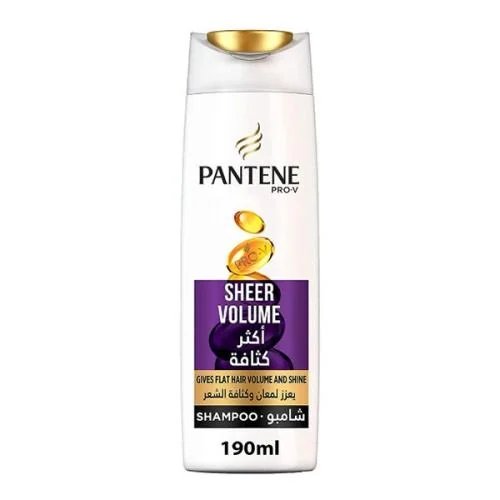 PANTENE
PRO-V
PRO-V
SHEER
VOLUME
أكثر
كثافة
GIVES FLAT HAIR VOLUME AND SHINE
يعزز لمعان وكثافة الشعر
SHAMPOO • شامبو
190ml